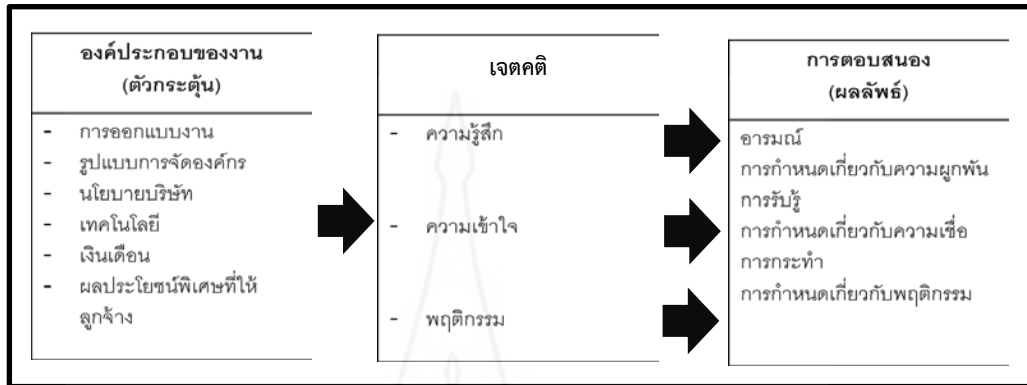 องค์ประกอบของงาน
(ตัวกระตุ้น)
- การออกแบบงาน
- รูปแบบการจัดองค์กร
- นโยบายบริษัท
- เทคโนโลยี
- เงินเดือน
- ผลประโยชน์พิเศษที่ให้
ลูกจ้าง
เจตคติ
- ความรู้สึก
- ความเข้าใจ
- พฤติกรรม
การตอบสนอง
(ผลลัพธ์)
อารมณ์
การกำหนดเกี่ยวกับความผูกพัน
การรับรู้
การกำหนดเกี่ยวกับความเชื่อ
การกระทำ
การกำหนดเกี่ยวกับพฤติกรรม